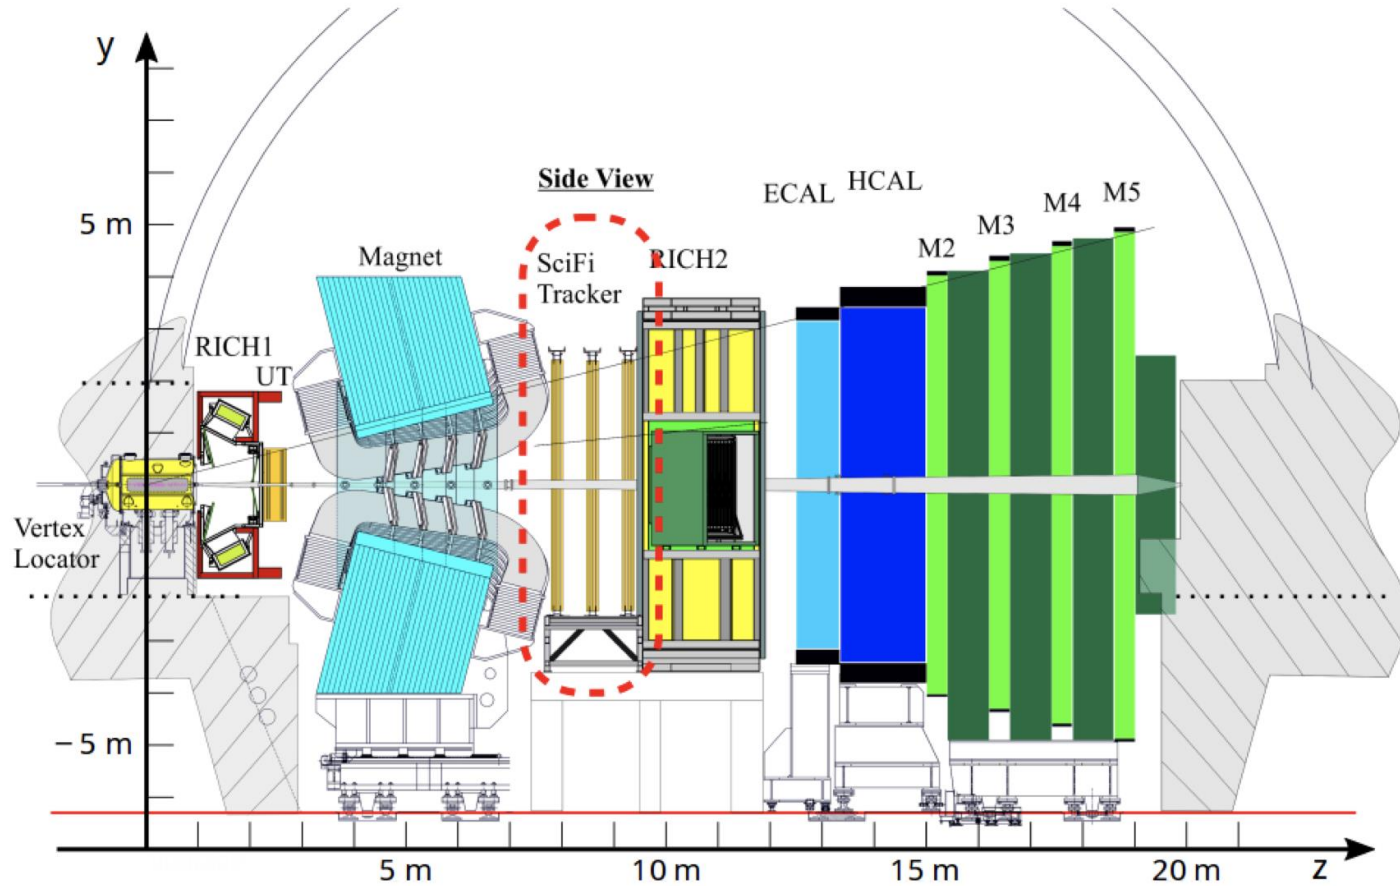 y
Side View
ECAL
HCAL
M5
M4
M3
M2
5 m
Magnet
SciFi
Tracker
RICH2
RICH1
UT
Vertex
Locator
−5 m
5 m
10 m
15 m
20 m
z